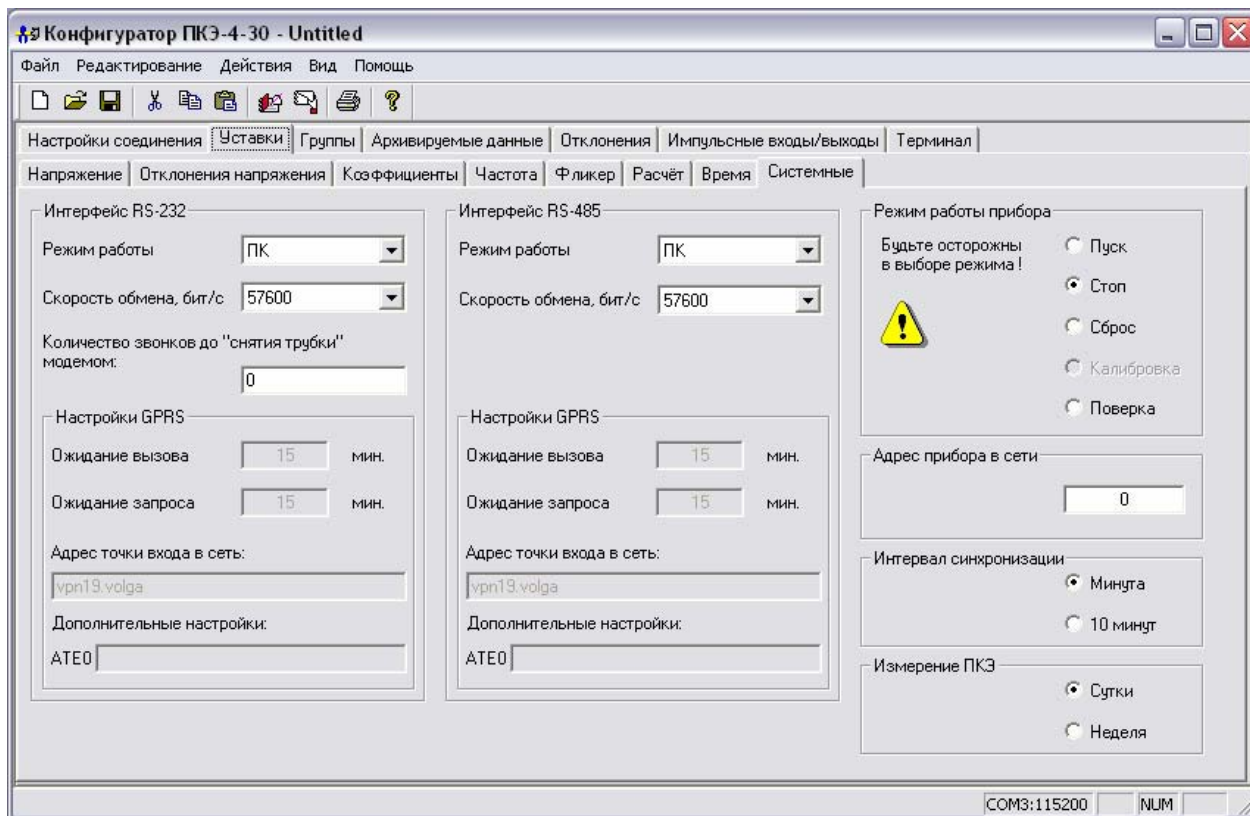 Конфигуратор ПКЭ-4-30 - Untitled
Файл Редактирование Действия Вид Помощь
Настройки соединения Уставки Группы Архивируемые данные Отклонения Импульсные входы/выходы Терминал
Напряжение Отклонения напряжения Коэффициенты Частота Фликер Расчёт Время Системные
Интерфейс RS-232
Режим работы ПК
Скорость обмена, бит/с 57600
Количество звонков до "снятия трубки"
модемом:
0
Настройки GPRS
Ожидание вызова 15 мин.
Ожидание запроса 15 мин.
Адрес точки входа в сеть:
vpn19.volga
Дополнительные настройки:
ATE0
Интерфейс RS-485
Режим работы ПК
Скорость обмена, бит/с 57600
Настройки GPRS
Ожидание вызова 15 мин.
Ожидание запроса 15 мин.
Адрес точки входа в сеть:
vpn19.volga
Дополнительные настройки:
ATE0
Режим работы прибора
Будьте осторожны
в выборе режима !
Пуск
Стоп
Сброс
Калибровка
Поверка
Адрес прибора в сети
0
Интервал синхронизации
Минута
10 минут
Измерение ПКЭ
Сутки
Неделя
COM3:115200 NUM